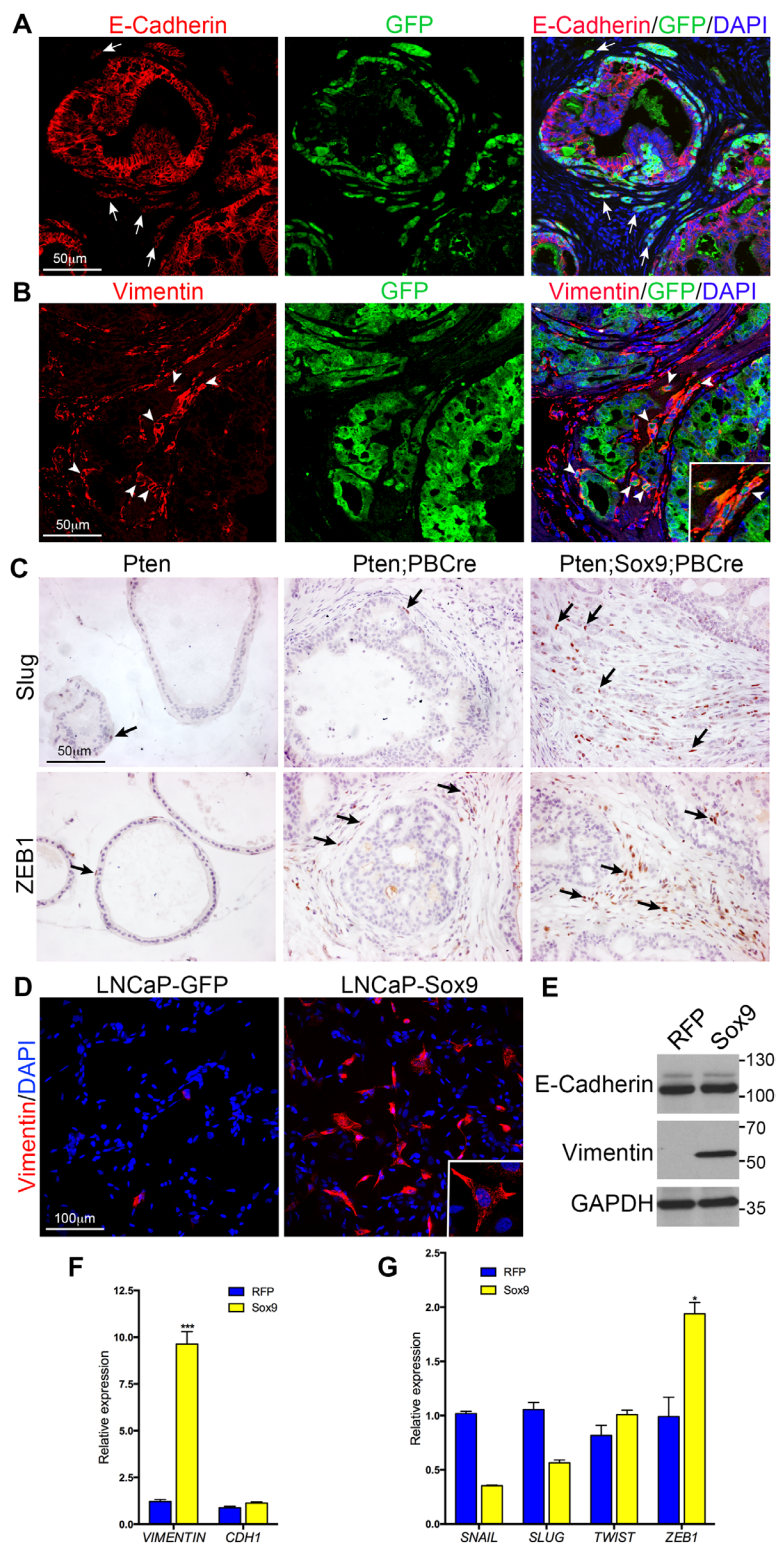 A
E-Cadherin
GFP
E-Cadherin/GFP/DAPI
50μm
B
Vimentin
GFP
Vimentin/GFP/DAPI
50μm
C
Pten
Pten;PBCre
Pten;Sox9;PBCre
Slug
50μm
ZEB1
D
LNCaP-GFP
LNCaP-Sox9
Vimentin/DAPI
100μm
E
RFP
Sox9
E-Cadherin
-130
-100
Vimentin
-70
-50
GAPDH
-35
F
RFP
Sox9
Relative expression
12.5
10.0
7.5
5.0
2.5
0.0
***
VIMENTIN
CDH1
G
RFP
Sox9
Relative expression
2.5
2.0
1.5
1.0
0.5
0.0
*
SNAIL
SLUG
TWIST
ZEB1